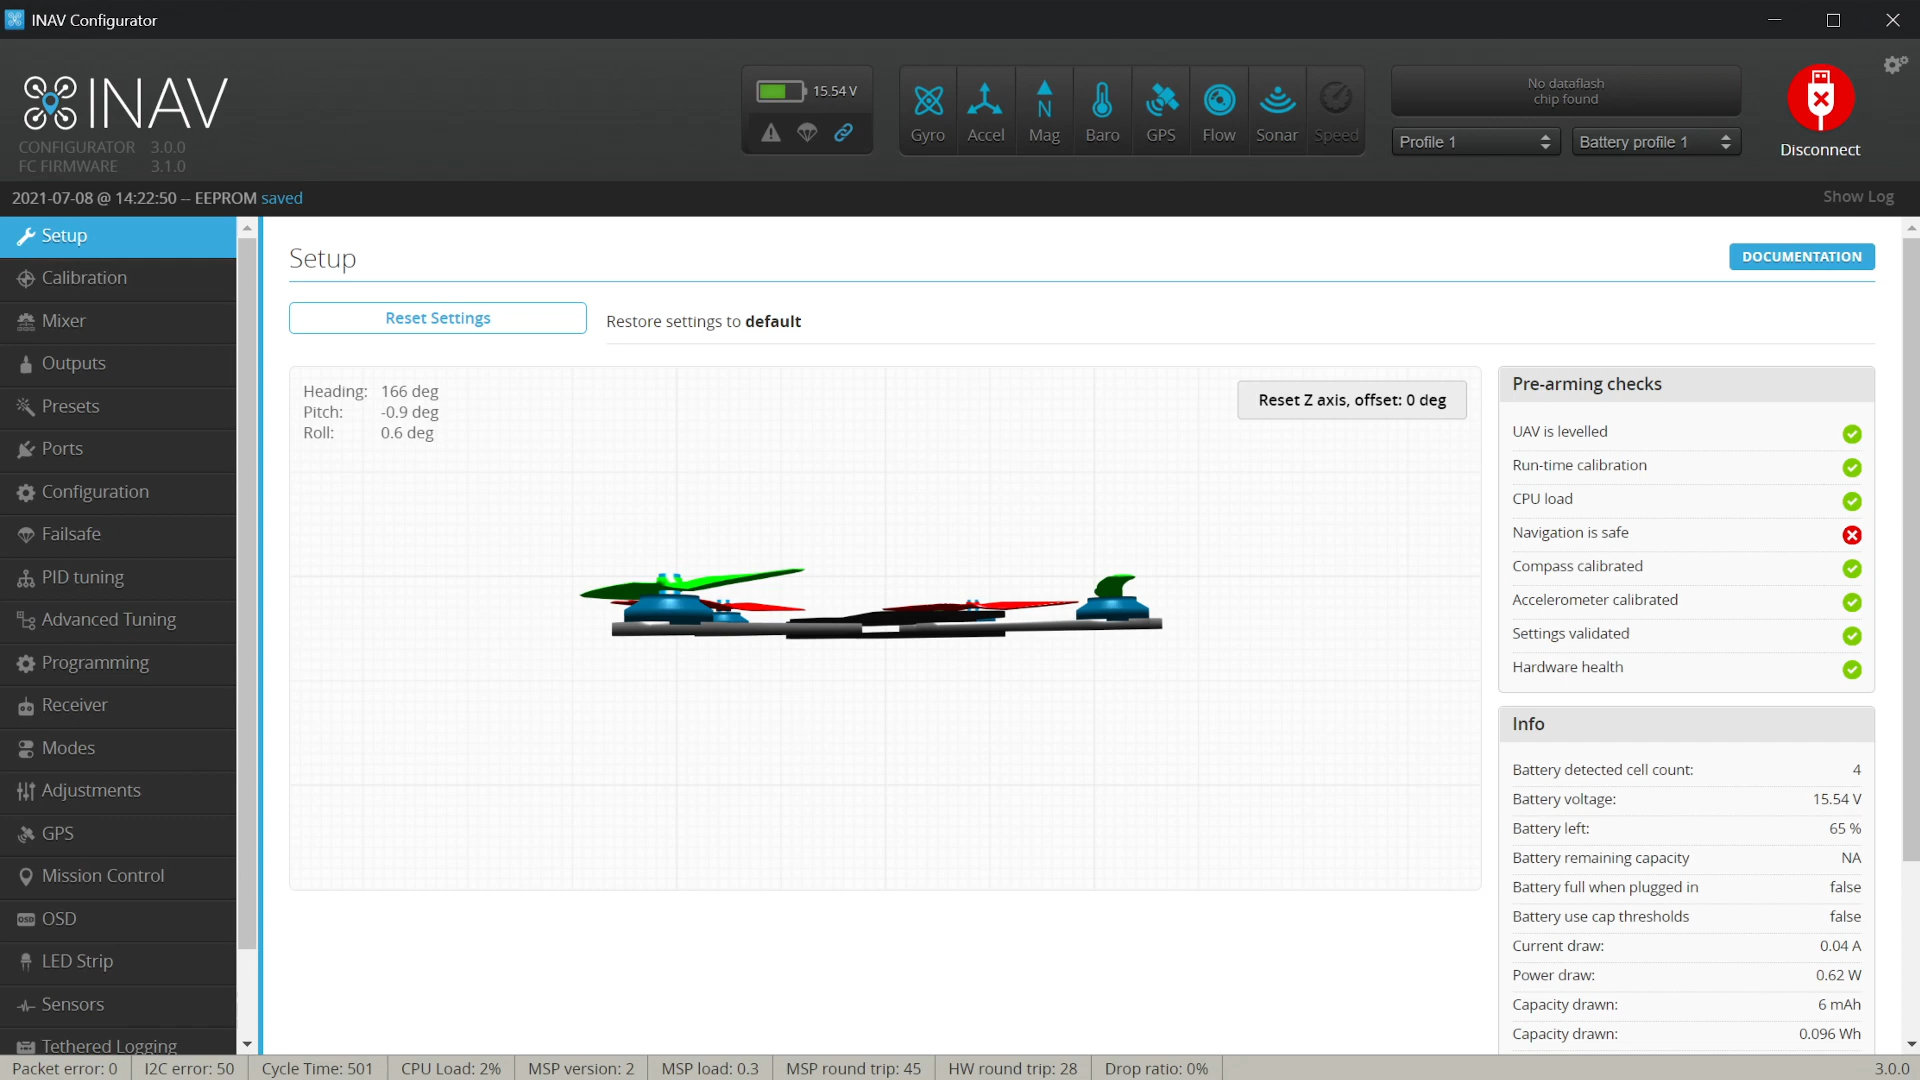 INAV Configurator
INAV
CONFIGURATOR 3.0.0
FC FIRMWARE 3.1.0
15.54 V
Gyro
Accel
N
Mag
Baro
GPS
Flow
Sonar
Speed
No dataflash
chip found
Profile 1
Battery profile 1
Disconnect
2021-07-08 @ 14:22:50 -- EEPROM saved
Show Log
Setup
Calibration
Mixer
Outputs
Presets
Ports
Configuration
Failsafe
PID tuning
Advanced Tuning
Programming
Receiver
Modes
Adjustments
GPS
Mission Control
OSD
OSD
LED Strip
Sensors
Tethered Logging
Setup
DOCUMENTATION
Reset Settings
Restore settings to default
Heading: 166 deg
Pitch: -0.9 deg
Roll: 0.6 deg
Reset Z axis, offset: 0 deg
Pre-arming checks
UAV is levelled
Run-time calibration
CPU load
Navigation is safe
Compass calibrated
Accelerometer calibrated
Settings validated
Hardware health
Info
Battery detected cell count: 4
Battery voltage: 15.54 V
Battery left: 65 %
Battery remaining capacity NA
Battery full when plugged in false
Battery use cap thresholds false
Current draw: 0.04 A
Power draw: 0.62 W
Capacity drawn: 6 mAh
Capacity drawn: 0.096 Wh
Packet error: 0
I2C error: 50
Cycle Time: 501
CPU Load: 2%
MSP version: 2
MSP load: 0.3
MSP round trip: 45
HW round trip: 28
Drop ratio: 0%
3.0.0